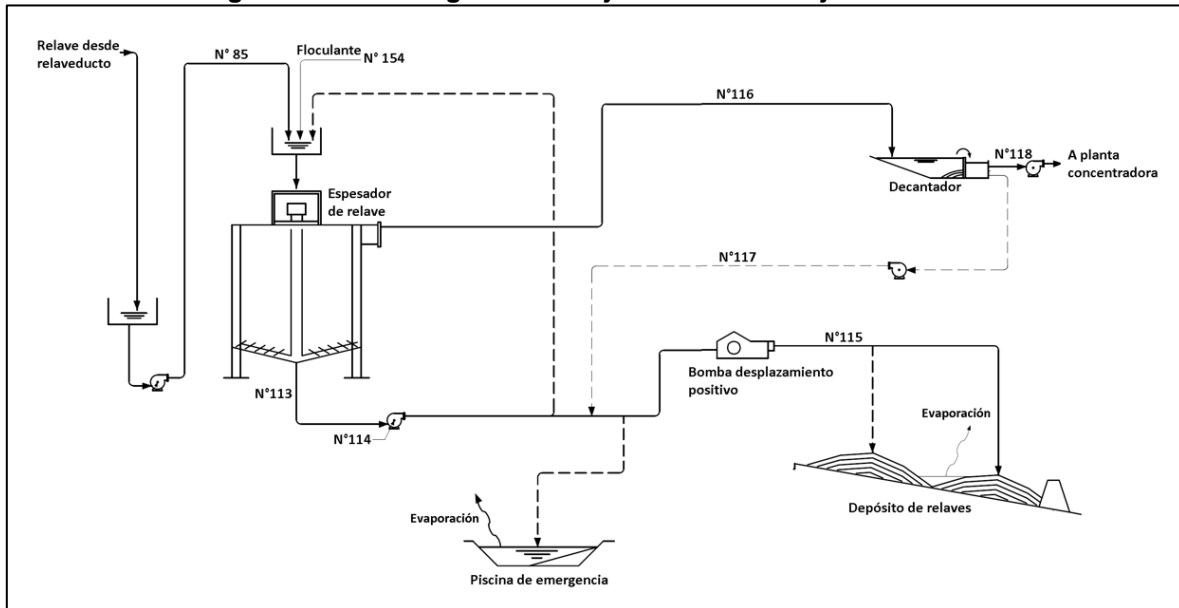 Relave desde
relaveducto
N° 85
Floculante
N° 154
N°116
N°118
A planta
concentradora
Decantador
Espesador
de relave
N°117
N°115
Bomba desplazamiento
positivo
N°113
N°114
Evaporación
Depósito de relaves
Evaporación
Piscina de emergencia